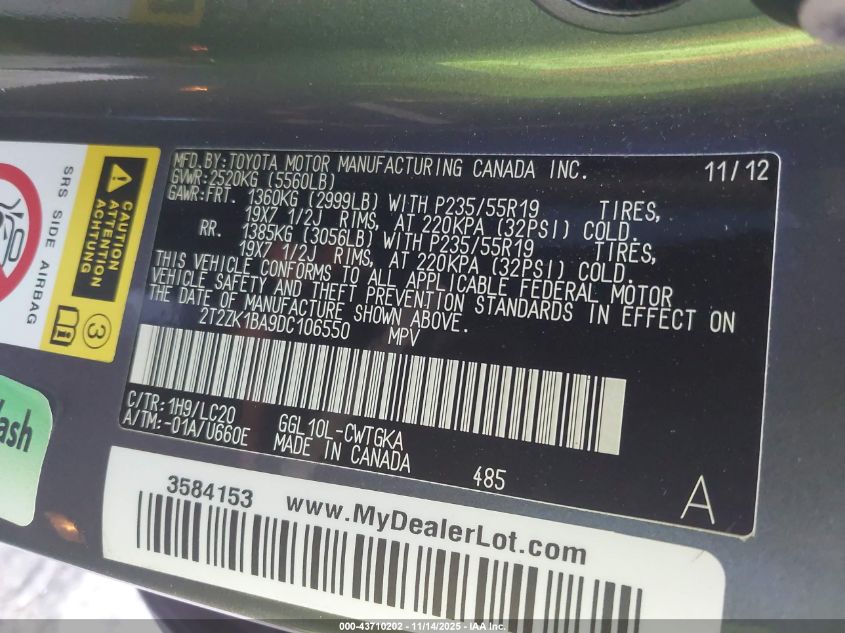 MFD.BY:TOYOTA MOTOR MANUFACTURING CANADA INC. 11/12
GVWR:2520KG (5560LB)
GAWR:FRT. 1360KG (2999LB) WITH P235/55R19 TIRES,
19X7 1/2J RIMS, AT 220KPA (32PSI) COLD.
RR. 1385KG (3056LB) WITH P235/55R19 TIRES,
19X7 1/2J RIMS, AT 220KPA (32PSI) COLD.
THIS VEHICLE CONFORMS TO ALL APPLICABLE FEDERAL MOTOR
VEHICLE SAFETY AND THEFT PREVENTION STANDARDS IN EFFECT ON
THE DATE OF MANUFACTURE SHOWN ABOVE.
2T2ZK1BA9DC106550 MPV
C/TR:1H9/LC20
A/TM:-01A/U660E
GGL10L-CWTGKA
MADE IN CANADA
485
A
SRS SIDE AIRBAG
CAUTION
ATTENTION
ACHTUNG
3
3584153 www.MyDealerLot.com
000-43710202 - 11/14/2025 - IAA, Inc.